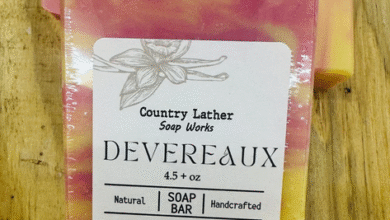 Country Lather
Soap Works
DEVEREAUX
4.5 + oz
Natural
SOAP
BAR
Handcrafted